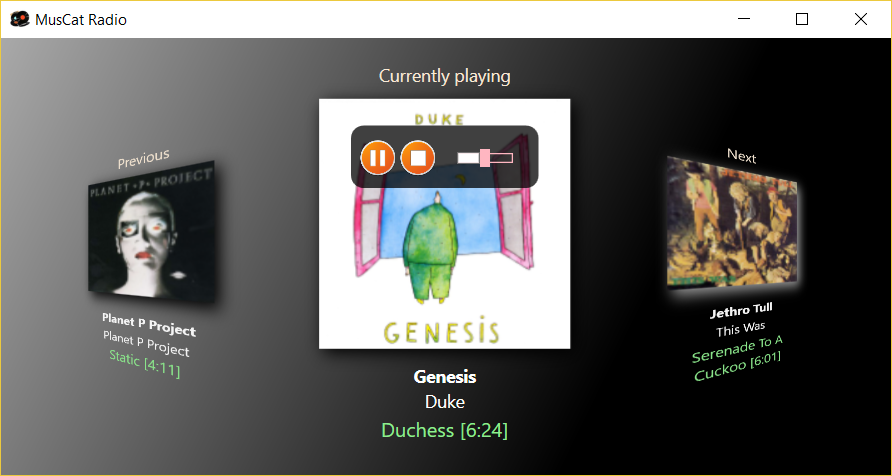 MusCat Radio
Currently playing
Previous
PLANET •P• PROJECT
Planet P Project
Planet P Project
Static [4:11]
DUKE
GENESIS
Genesis
Duke
Duchess [6:24]
Next
Jethro Tull
This Was
Serenade To A
Cuckoo [6:01]